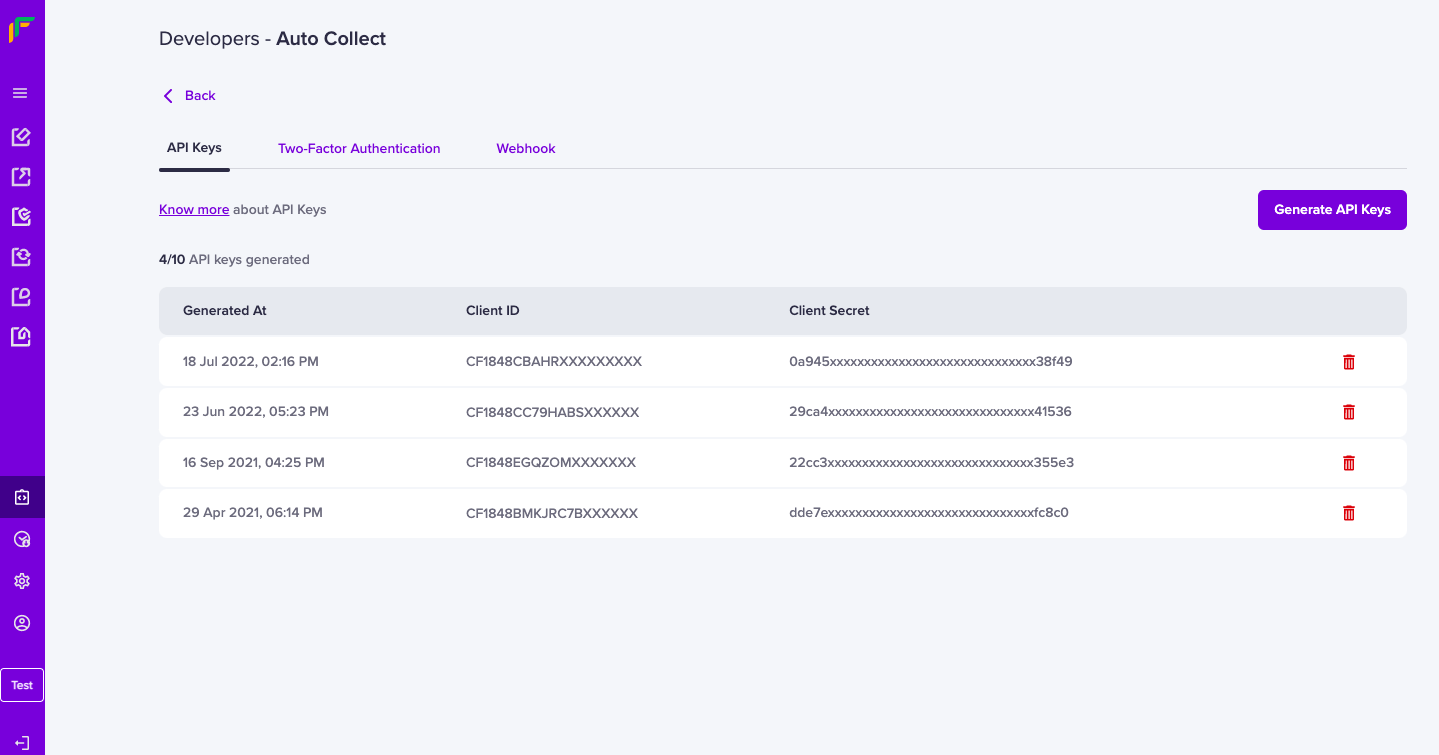 Developers - Auto Collect
Back
API Keys Two-Factor Authentication Webhook
Know more about API Keys Generate API Keys
4/10 API keys generated
Generated At Client ID Client Secret
18 Jul 2022, 02:16 PM CF1848CBAHRXXXXXXXXX 0a945xxxxxxxxxxxxxxxxxxxxxxxxxxxxxx38f49
23 Jun 2022, 05:23 PM CF1848CC79HABSXXXXXX 29ca4xxxxxxxxxxxxxxxxxxxxxxxxxxxxxx41536
16 Sep 2021, 04:25 PM CF1848EGQZOMXXXXXXX 22cc3xxxxxxxxxxxxxxxxxxxxxxxxxxxxxx355e3
29 Apr 2021, 06:14 PM CF1848BMKJRC7BXXXXXX dde7exxxxxxxxxxxxxxxxxxxxxxxxxxxxxxfc8c0
Test